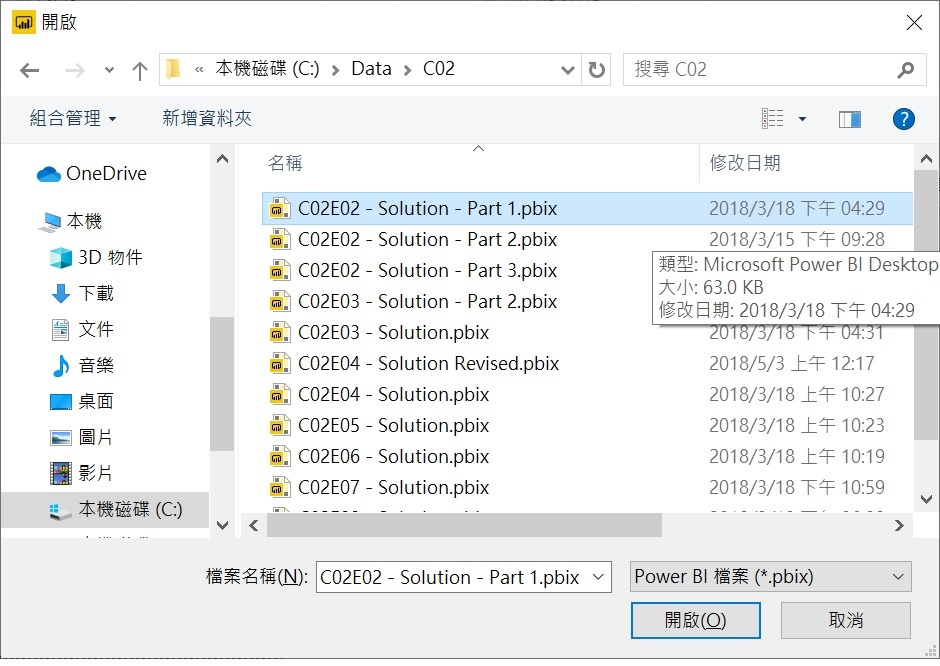 開啟
« 本機磁碟 (C:) › Data › C02
搜尋 C02
組合管理
新增資料夾
OneDrive
本機
3D 物件
下載
文件
音樂
桌面
圖片
影片
本機磁碟 (C:)
名稱 修改日期
C02E02 - Solution - Part 1.pbix 2018/3/18 下午 04:29
C02E02 - Solution - Part 2.pbix 2018/3/15 下午 09:28
C02E02 - Solution - Part 3.pbix
C02E03 - Solution - Part 2.pbix
C02E03 - Solution.pbix 2018/3/18 下午 04:31
C02E04 - Solution Revised.pbix 2018/5/3 上午 12:17
C02E04 - Solution.pbix 2018/3/18 上午 10:27
C02E05 - Solution.pbix 2018/3/18 上午 10:23
C02E06 - Solution.pbix 2018/3/18 上午 10:19
C02E07 - Solution.pbix 2018/3/18 上午 10:59
類型: Microsoft Power BI Desktop
大小: 63.0 KB
修改日期: 2018/3/18 下午 04:29
檔案名稱(N): C02E02 - Solution - Part 1.pbix
Power BI 檔案 (*.pbix)
開啟(O)
取消